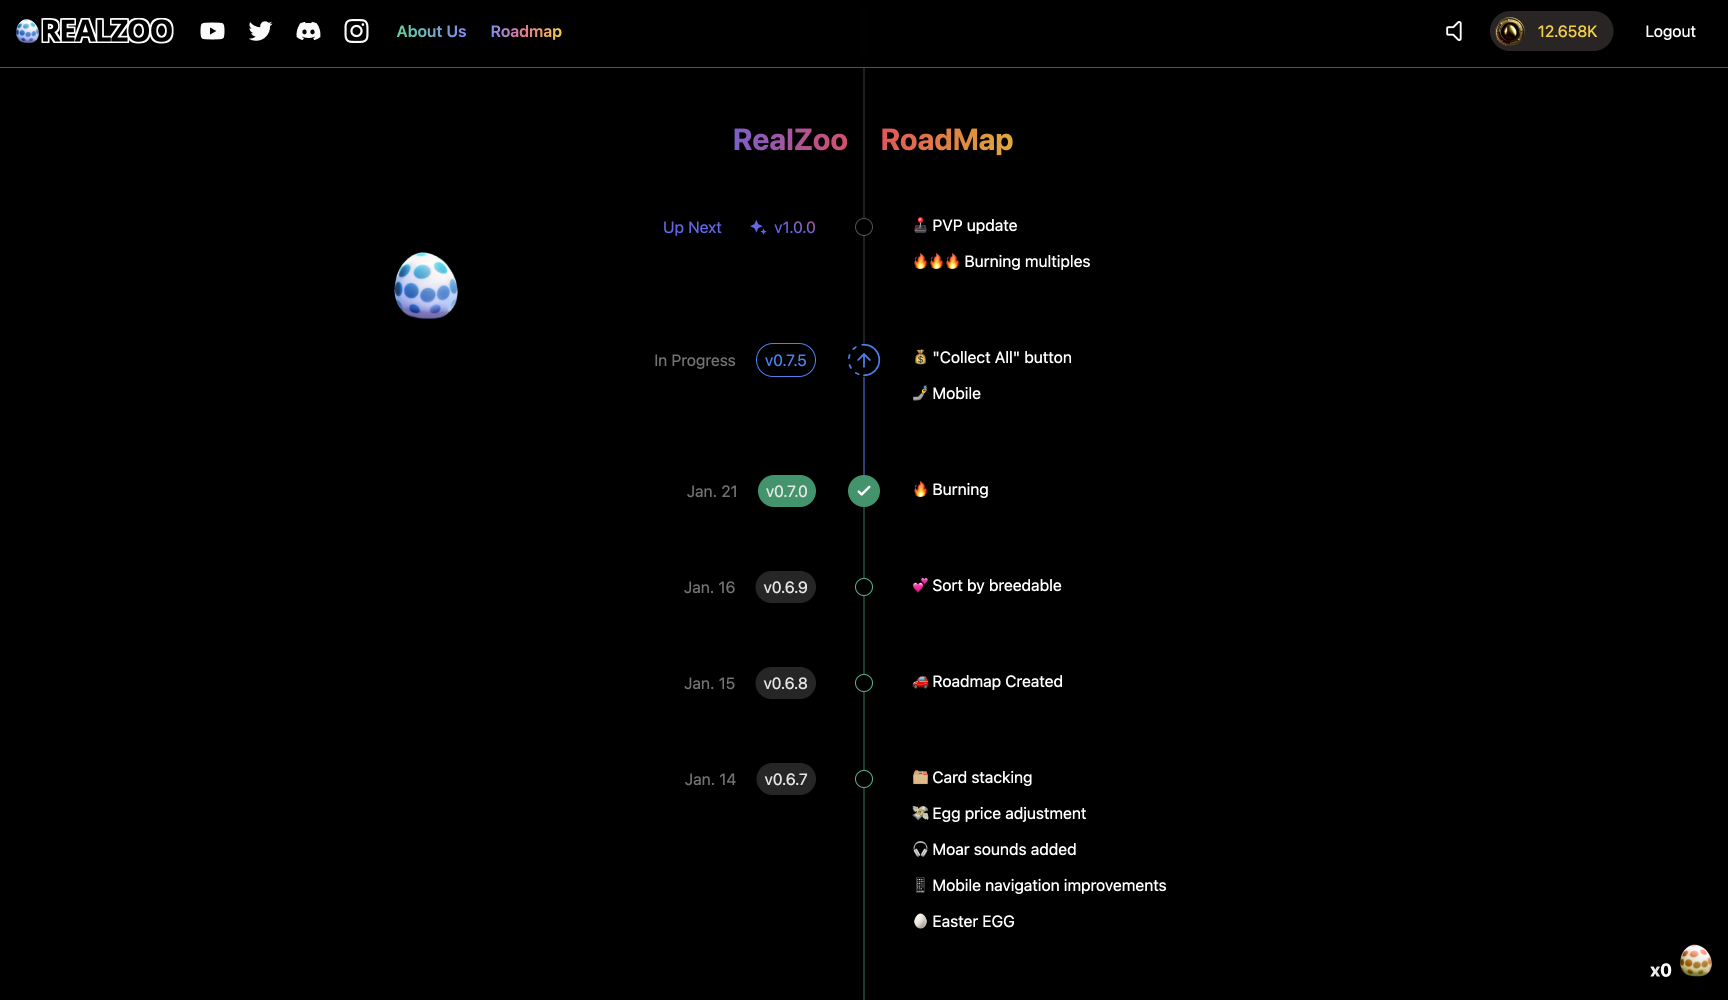 REALZOO
About Us
Roadmap
12.658K
Logout
RealZoo RoadMap
Up Next v1.0.0
PVP update
Burning multiples
In Progress v0.7.5
"Collect All" button
Mobile
Jan. 21 v0.7.0
Burning
Jan. 16 v0.6.9
Sort by breedable
Jan. 15 v0.6.8
Roadmap Created
Jan. 14 v0.6.7
Card stacking
Egg price adjustment
Moar sounds added
Mobile navigation improvements
Easter EGG
x0